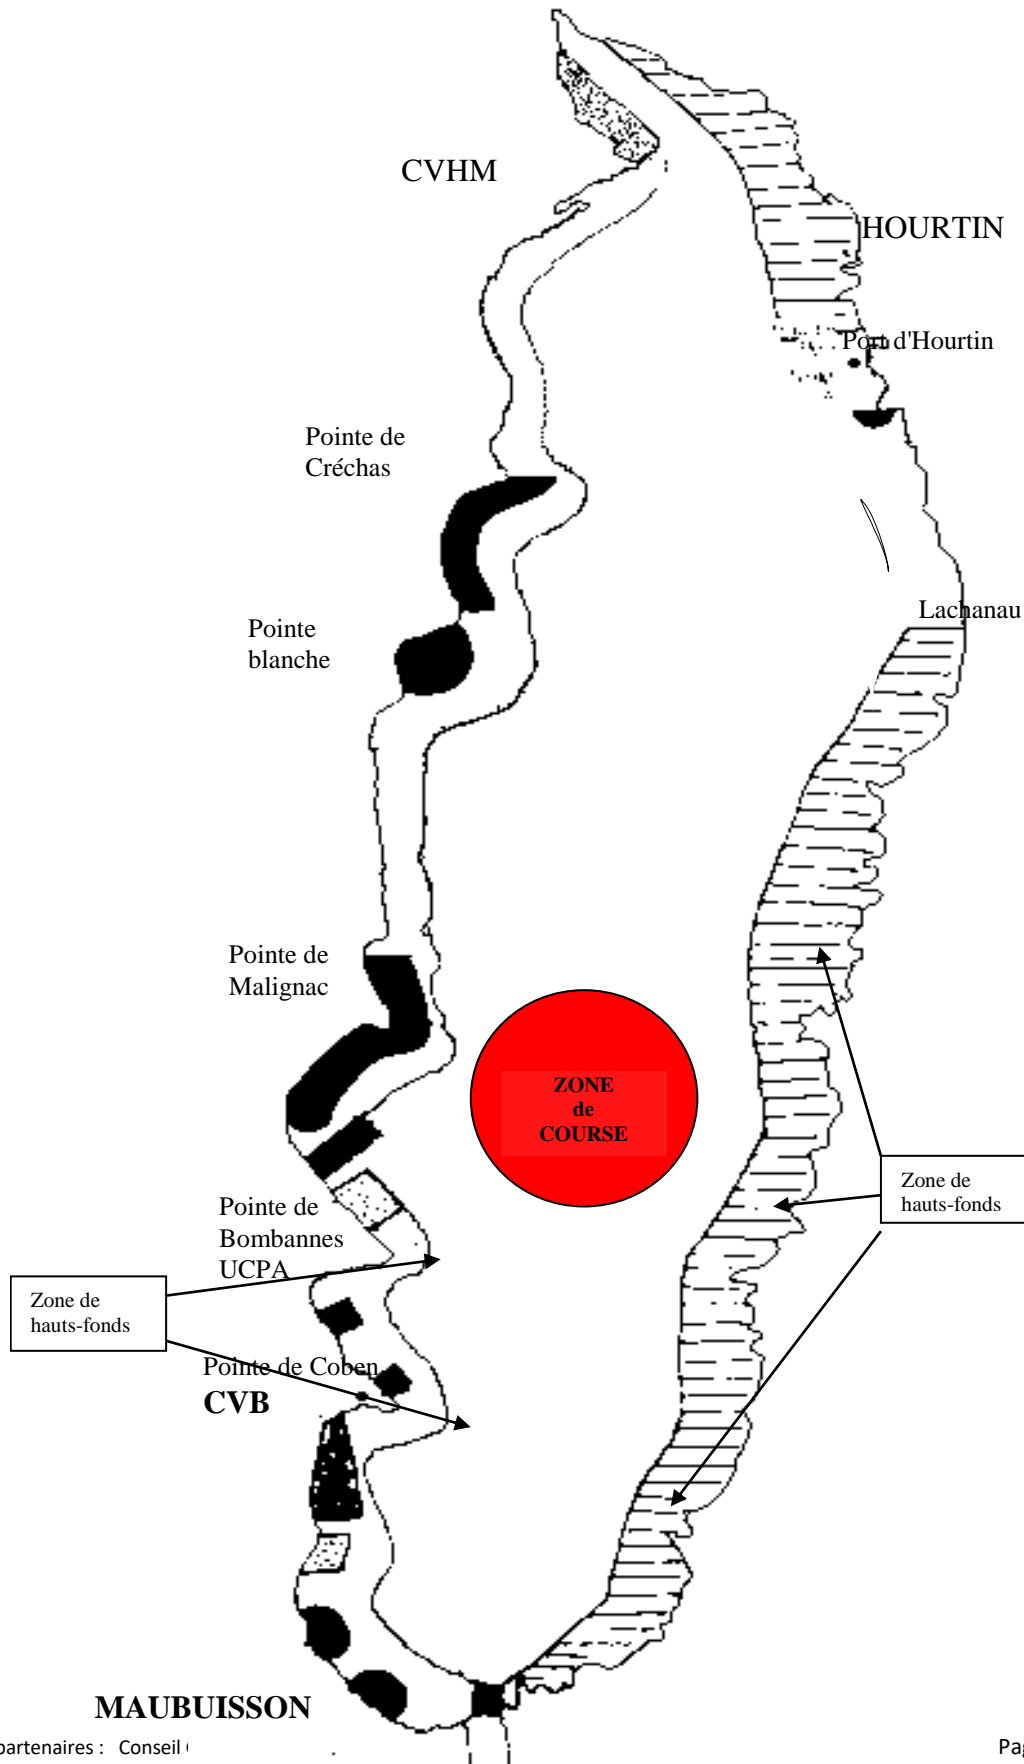 CVHM
HOURTIN
Port d'Hourtin
Pointe de
Créchas
Lachanau
Pointe
blanche
Pointe de
Malignac
ZONE
de
COURSE
Zone de
hauts-fonds
Pointe de
Bombannes
UCPA
Zone de
hauts-fonds
Pointe de Coben
CVB
MAUBUISSON
partenaires : Conseil